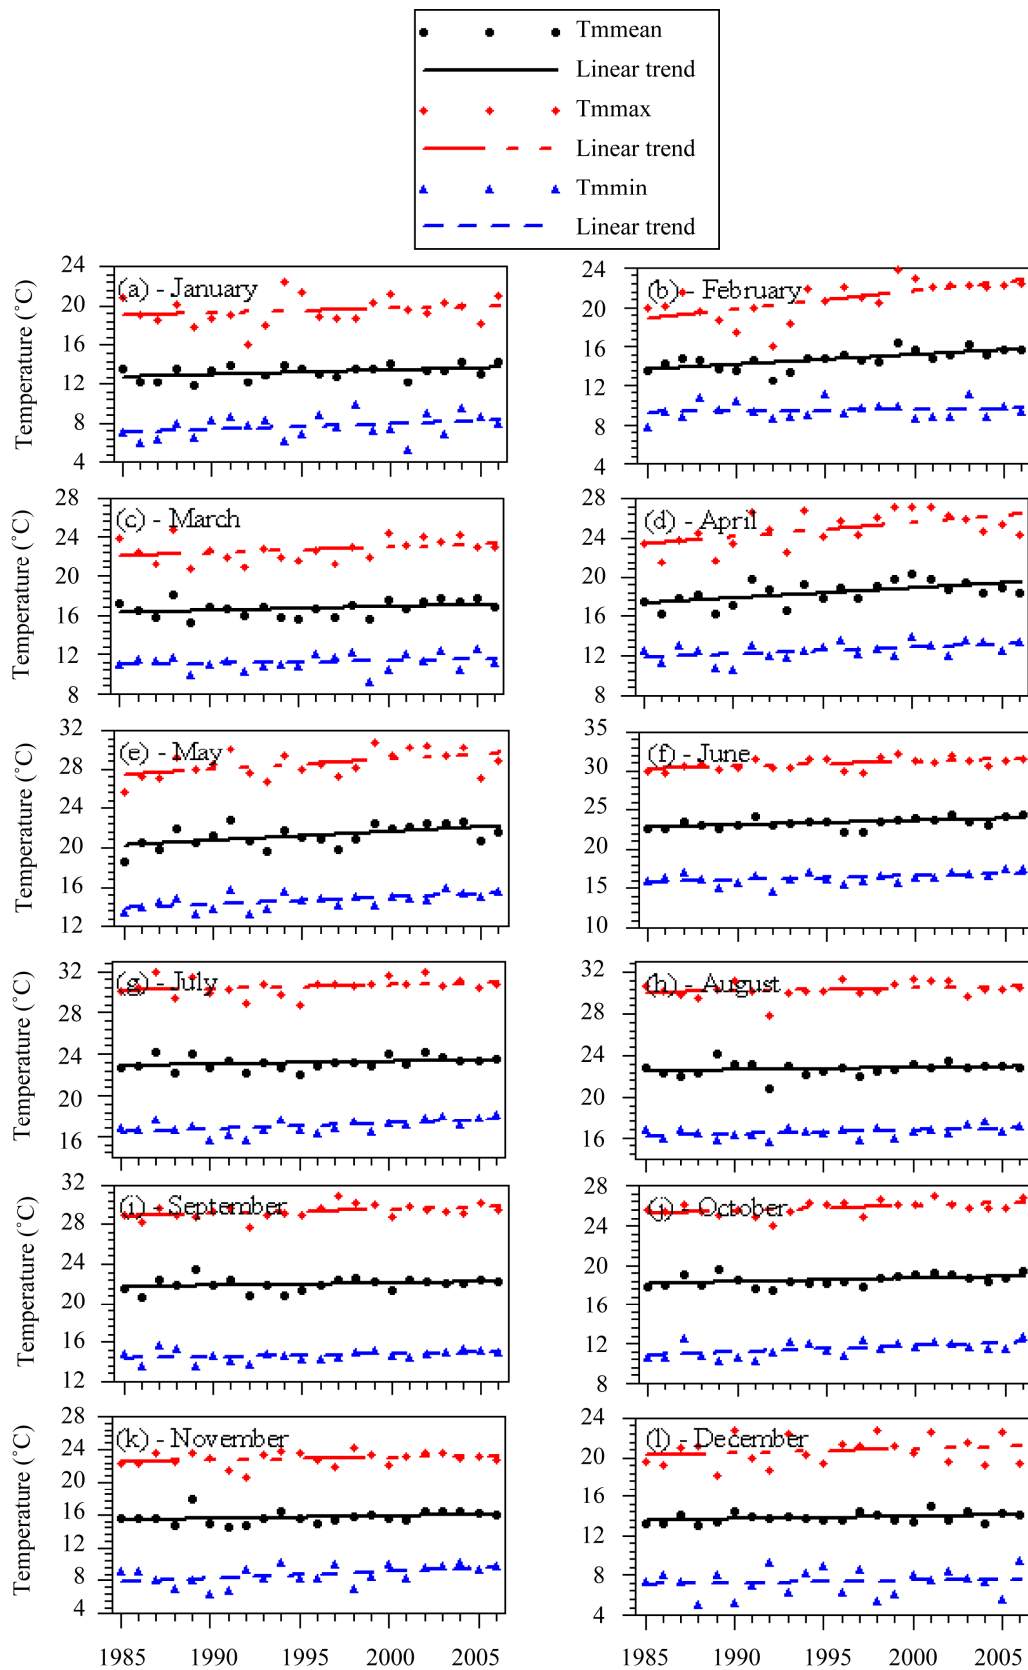 Tmmean
Linear trend
Tmmax
Linear trend
Tmmin
Linear trend
Temperature (˚C)
24
20
16
12
8
4
(a) - January
24
20
16
12
8
4
(b) - February
Temperature (˚C)
28
24
20
16
12
8
(c) - March
28
24
20
16
12
8
(d) - April
Temperature (˚C)
32
28
24
20
16
12
(e) - May
35
30
25
20
15
10
(f) - June
Temperature (˚C)
32
28
24
20
16
(g) - July
32
28
24
20
16
(h) - August
Temperature (˚C)
32
28
24
20
16
12
(i) - September
28
24
20
16
12
8
(j) - October
Temperature (˚C)
28
24
20
16
12
8
4
(k) - November
24
20
16
12
8
4
(l) - December
1985 1990 1995 2000 2005
1985 1990 1995 2000 2005